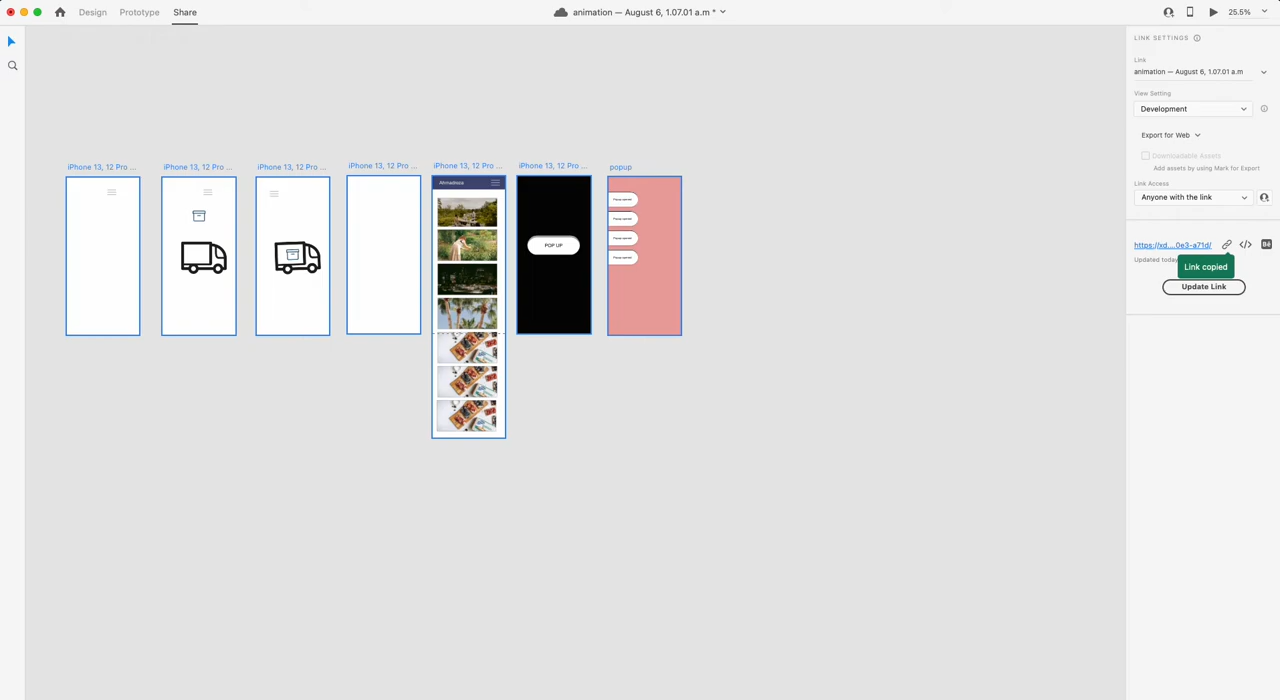 Design Prototype Share
animation — August 6, 1.07.01 a.m *
25.5%
LINK SETTINGS
Link
animation — August 6, 1.07.01 a.m
View Setting
Development
Export for Web
Downloadable Assets
Add assets by using Mark for Export
Link Access
Anyone with the link
https://xd....0e3-a71d/
Updated today
Link copied
Update Link
iPhone 13, 12 Pro ...
iPhone 13, 12 Pro ...
iPhone 13, 12 Pro ...
iPhone 13, 12 Pro ...
iPhone 13, 12 Pro ...
iPhone 13, 12 Pro ...
popup
POP UP